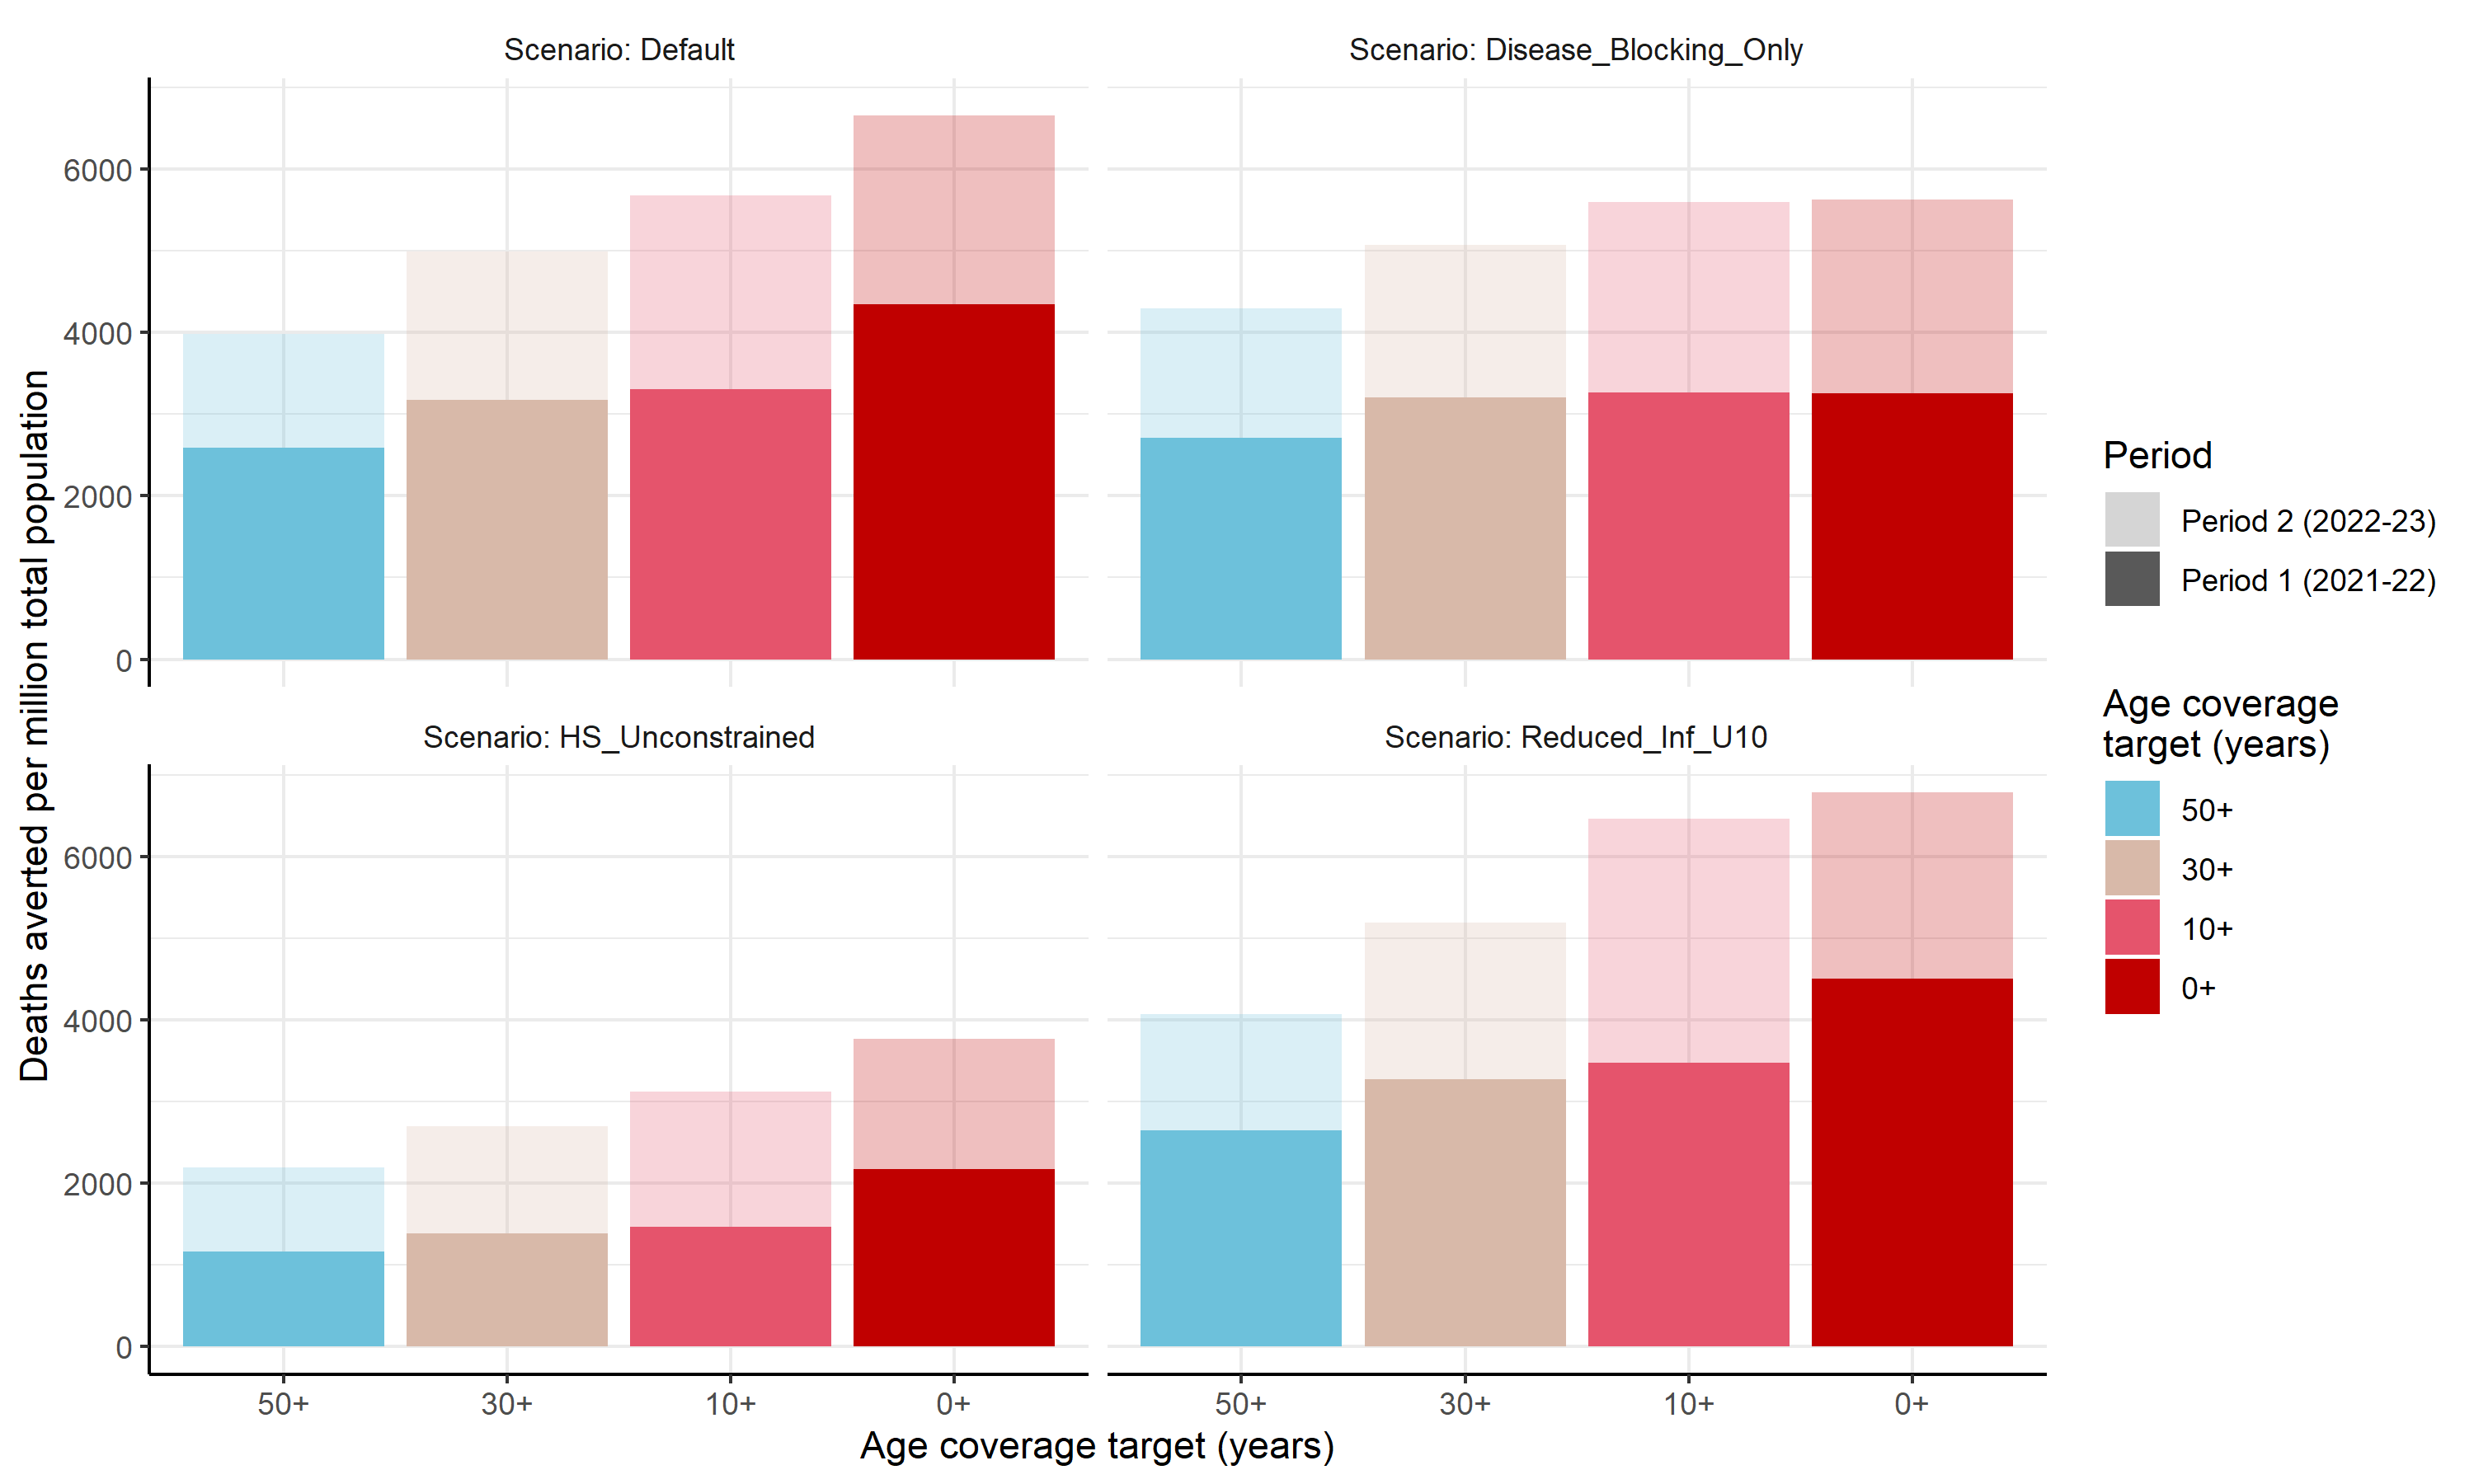 Scenario: Default
Scenario: Disease_Blocking_Only
6000
4000
2000
0
Scenario: HS_Unconstrained
Scenario: Reduced_Inf_U10
6000
4000
2000
0
50+
30+
10+
0+
50+
30+
10+
0+
Age coverage target (years)
Deaths averted per million total population
Period
Period 2 (2022-23)
Period 1 (2021-22)
Age coverage
target (years)
50+
30+
10+
0+